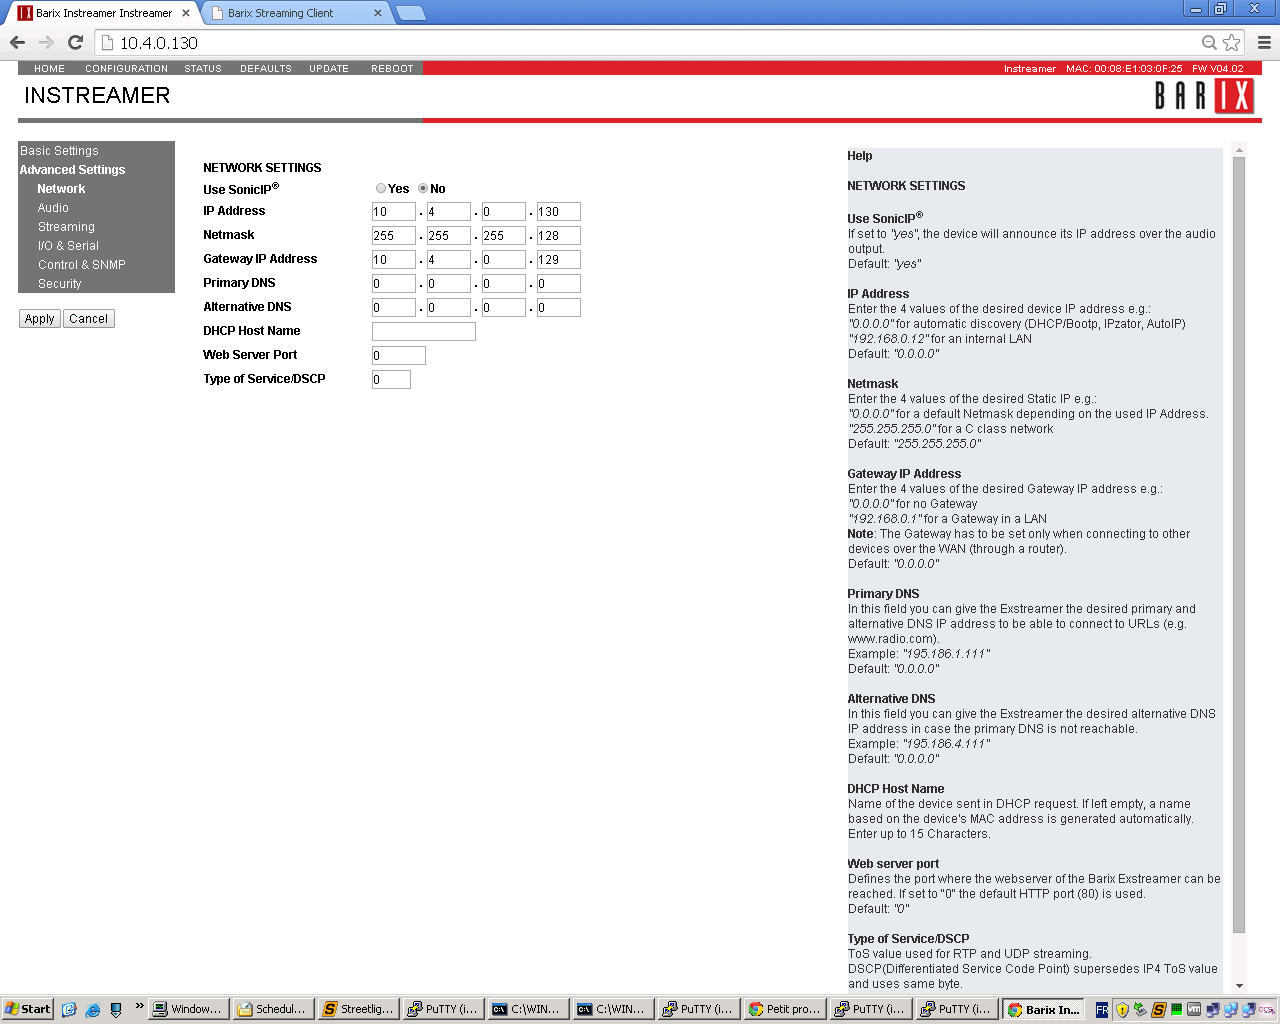 Barix Instreamer Instreamer
Barix Streaming Client
10.4.0.130
HOME CONFIGURATION STATUS DEFAULTS UPDATE REBOOT
Instreamer MAC: 00:08:E1:03:0F:25 FW V04.02
INSTREAMER
BARIX
Basic Settings
Advanced Settings
Network
Audio
Streaming
I/O & Serial
Control & SNMP
Security
Apply Cancel
NETWORK SETTINGS
Use SonicIP® Yes No
IP Address 10 . 4 . 0 . 130
Netmask 255 . 255 . 255 . 128
Gateway IP Address 10 . 4 . 0 . 129
Primary DNS 0 . 0 . 0 . 0
Alternative DNS 0 . 0 . 0 . 0
DHCP Host Name
Web Server Port 0
Type of Service/DSCP 0
Help
NETWORK SETTINGS
Use SonicIP®
If set to "yes", the device will announce its IP address over the audio
output.
Default: "yes"
IP Address
Enter the 4 values of the desired device IP address e.g.:
"0.0.0.0" for automatic discovery (DHCP/Bootp, IPzator, AutoIP)
"192.168.0.12" for an internal LAN
Default: "0.0.0.0"
Netmask
Enter the 4 values of the desired Static IP e.g.:
"0.0.0.0" for a default Netmask depending on the used IP Address.
"255.255.255.0" for a C class network
Default: "255.255.255.0"
Gateway IP Address
Enter the 4 values of the desired Gateway IP address e.g.:
"0.0.0.0" for no Gateway
"192.168.0.1" for a Gateway in a LAN
Note: The Gateway has to be set only when connecting to other
devices over the WAN (through a router).
Default: "0.0.0.0"
Primary DNS
In this field you can give the Exstreamer the desired primary and
alternative DNS IP address to be able to connect to URLs (e.g.
www.radio.com).
Example: "195.186.1.111"
Default: "0.0.0.0"
Alternative DNS
In this field you can give the Exstreamer the desired alternative DNS
IP address in case the primary DNS is not reachable.
Example: "195.186.4.111"
Default: "0.0.0.0"
DHCP Host Name
Name of the device sent in DHCP request. If left empty, a name
based on the device's MAC address is generated automatically.
Enter up to 15 Characters.
Web server port
Defines the port where the webserver of the Barix Exstreamer can be
reached. If set to "0" the default HTTP port (80) is used.
Default: "0"
Type of Service/DSCP
ToS value used for RTP and UDP streaming.
DSCP(Differentiated Service Code Point) supersedes IP4 ToS value
and uses same byte.
Start » Window... Schedul... Streetlig... PuTTY (i... C:\WIN... C:\WIN... PuTTY (i... Petit pro... PuTTY (i... PuTTY (i... Barix In... FR